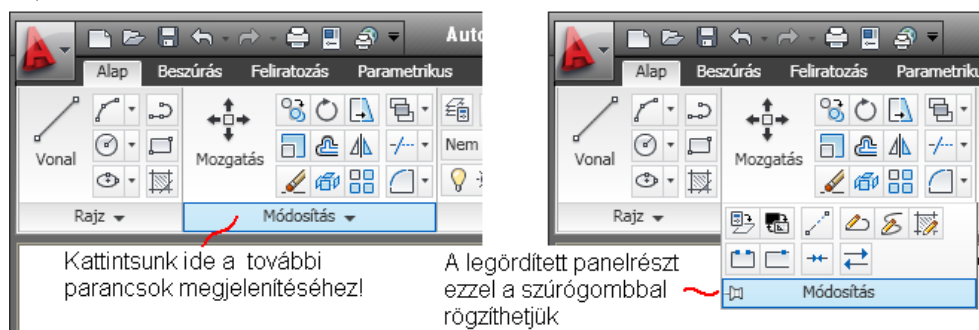 Auto
Alap Beszúrás Feliratozás Parametrikus
Vonal
Mozgatás
Nem
Rajz Módosítás
Kattintsunk ide a további
parancsok megjelenítéséhez!
Alap Beszúrás Feliratozás Parametriku
Vonal
Mozgatás
Rajz
Módosítás
A legördített panelrészt
ezzel a szúrógombbal
rögzíthetjük